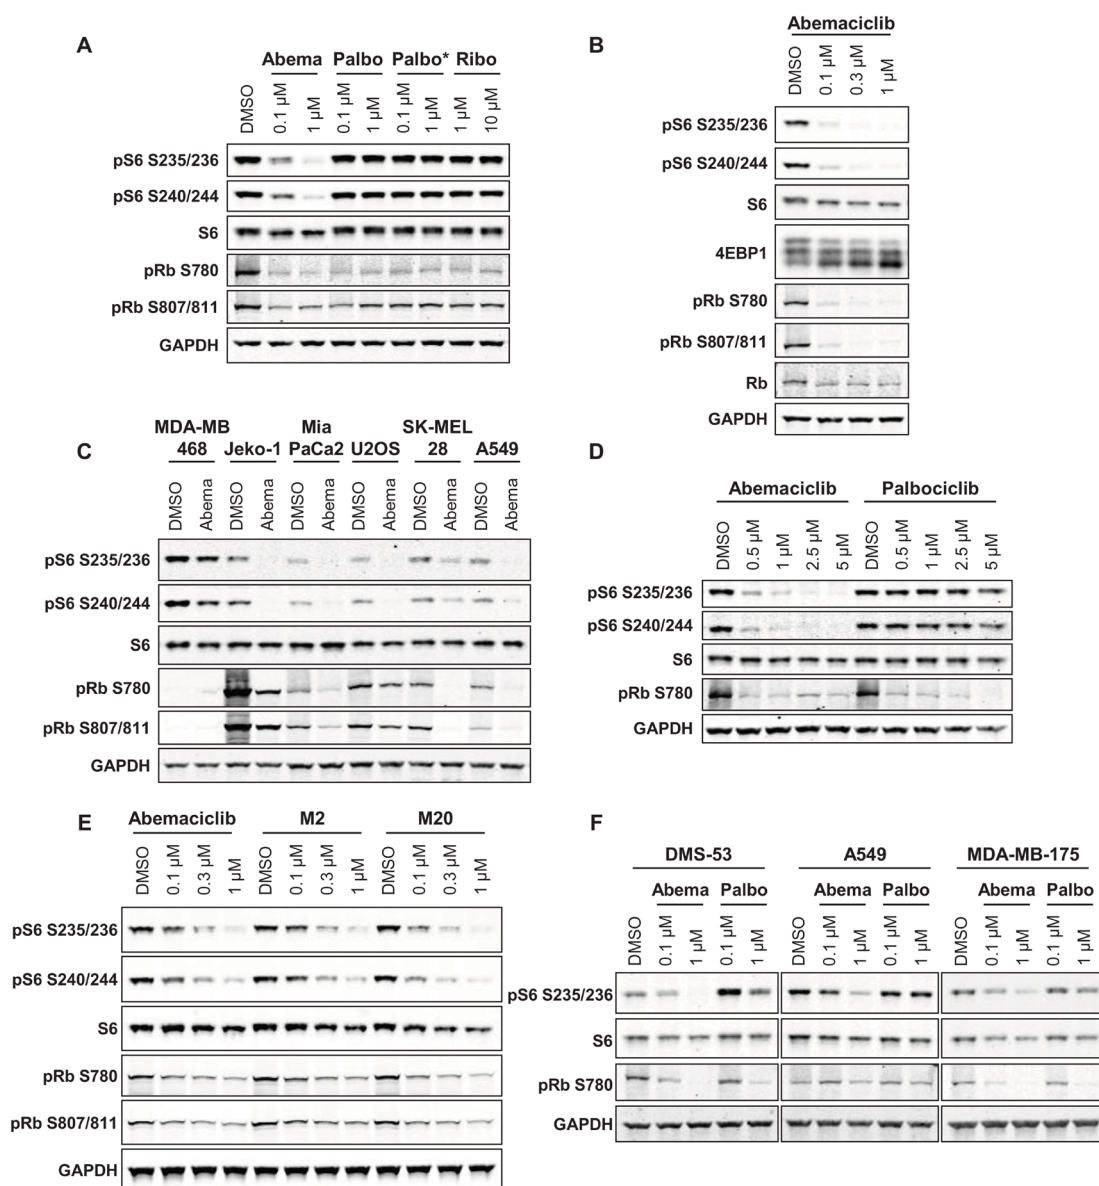 A
Abema Palbo Palbo* Ribo
DMSO 0.1 µM 1 µM 0.1 µM 1 µM 0.1 µM 1 µM 1 µM 10 µM
pS6 S235/236
pS6 S240/244
S6
pRb S780
pRb S807/811
GAPDH
B
Abemaciclib
DMSO 0.1 µM 0.3 µM 1 µM
pS6 S235/236
pS6 S240/244
S6
4EBP1
pRb S780
pRb S807/811
Rb
GAPDH
C
MDA-MB Mia SK-MEL
468 Jeko-1 PaCa2 U2OS 28 A549
DMSO Abema DMSO Abema DMSO Abema DMSO Abema DMSO Abema DMSO Abema
pS6 S235/236
pS6 S240/244
S6
pRb S780
pRb S807/811
GAPDH
D
Abemaciclib Palbociclib
DMSO 0.5 µM 1 µM 2.5 µM 5 µM DMSO 0.5 µM 1 µM 2.5 µM 5 µM
pS6 S235/236
pS6 S240/244
S6
pRb S780
GAPDH
E
Abemaciclib M2 M20
DMSO 0.1 µM 0.3 µM 1 µM DMSO 0.1 µM 0.3 µM 1 µM DMSO 0.1 µM 0.3 µM 1 µM
pS6 S235/236
pS6 S240/244
S6
pRb S780
pRb S807/811
GAPDH
F
DMS-53 A549 MDA-MB-175
Abema Palbo Abema Palbo Abema Palbo
DMSO 0.1 µM 1 µM 0.1 µM 1 µM DMSO 0.1 µM 1 µM 0.1 µM 1 µM DMSO 0.1 µM 1 µM 0.1 µM 1 µM
pS6 S235/236
S6
pRb S780
GAPDH